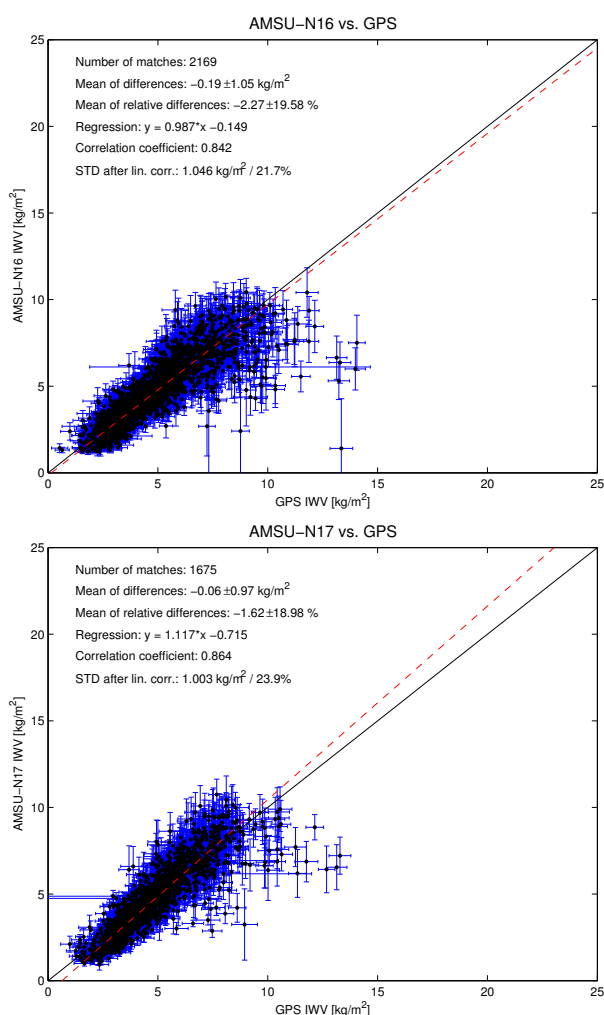 AMSU−N16 vs. GPS
Number of matches: 2169
Mean of differences: −0.19±1.05 kg/m²
Mean of relative differences: −2.27±19.58 %
Regression: y = 0.987*x −0.149
Correlation coefficient: 0.842
STD after lin. corr.: 1.046 kg/m² / 21.7%
25
20
15
10
5
0
AMSU−N16 IWV [kg/m²]
0 5 10 15 20 25
GPS IWV [kg/m²]
AMSU−N17 vs. GPS
Number of matches: 1675
Mean of differences: −0.06±0.97 kg/m²
Mean of relative differences: −1.62±18.98 %
Regression: y = 1.117*x −0.715
Correlation coefficient: 0.864
STD after lin. corr.: 1.003 kg/m² / 23.9%
25
20
15
10
5
0
AMSU−N17 IWV [kg/m²]
0 5 10 15 20 25
GPS IWV [kg/m²]